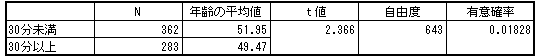 N 年齢の平均値 t値 自由度 有意確率
30分未満 362 51.95 2.366 643 0.01828
30分以上 283 49.47